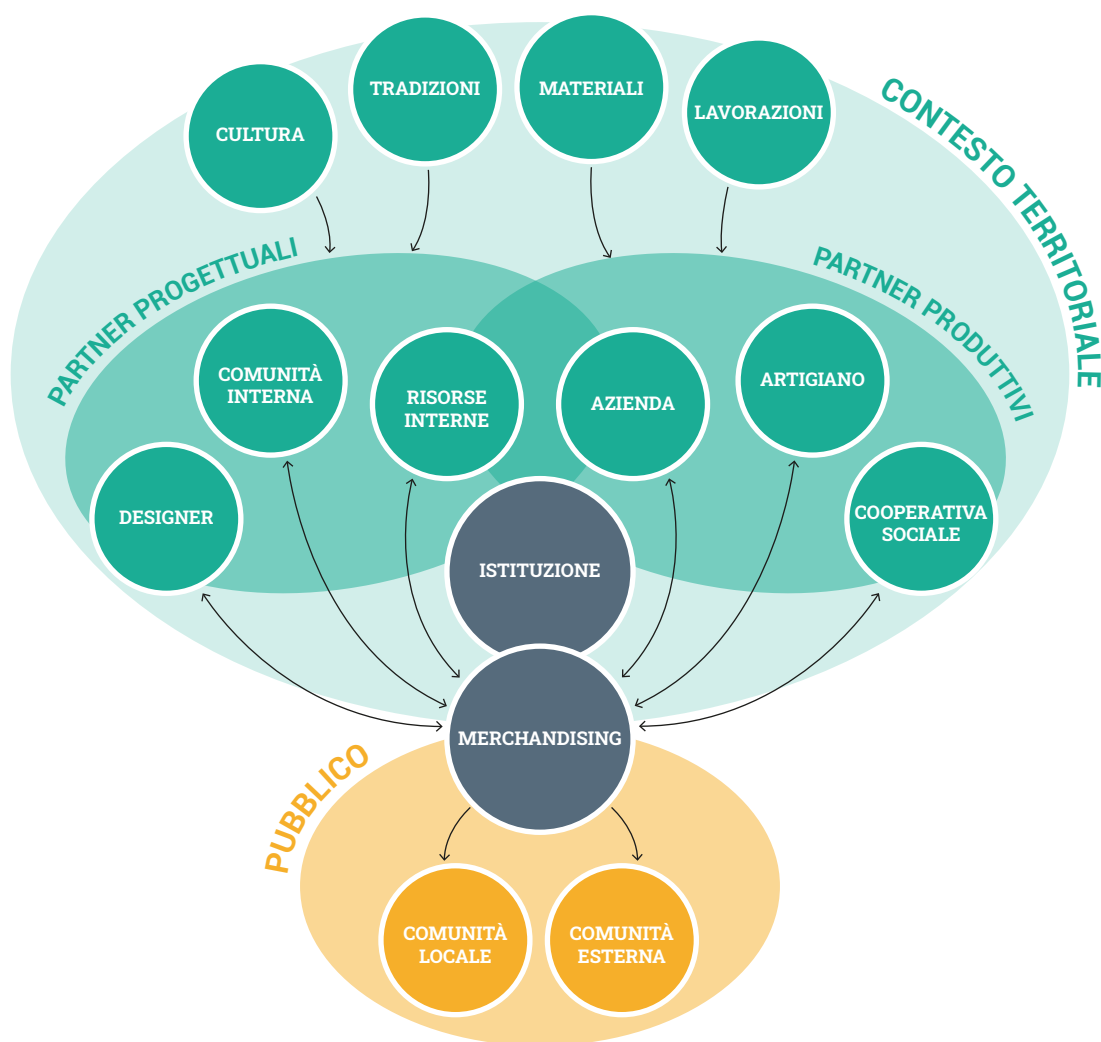 CONTESTO TERRITORIALE
CULTURA
TRADIZIONI
MATERIALI
LAVORAZIONI
PARTNER PROGETTUALI
PARTNER PRODUTTIVI
DESIGNER
COMUNITÀ
INTERNA
RISORSE
INTERNE
AZIENDA
ARTIGIANO
COOPERATIVA
SOCIALE
ISTITUZIONE
MERCHANDISING
PUBBLICO
COMUNITÀ
LOCALE
COMUNITÀ
ESTERNA